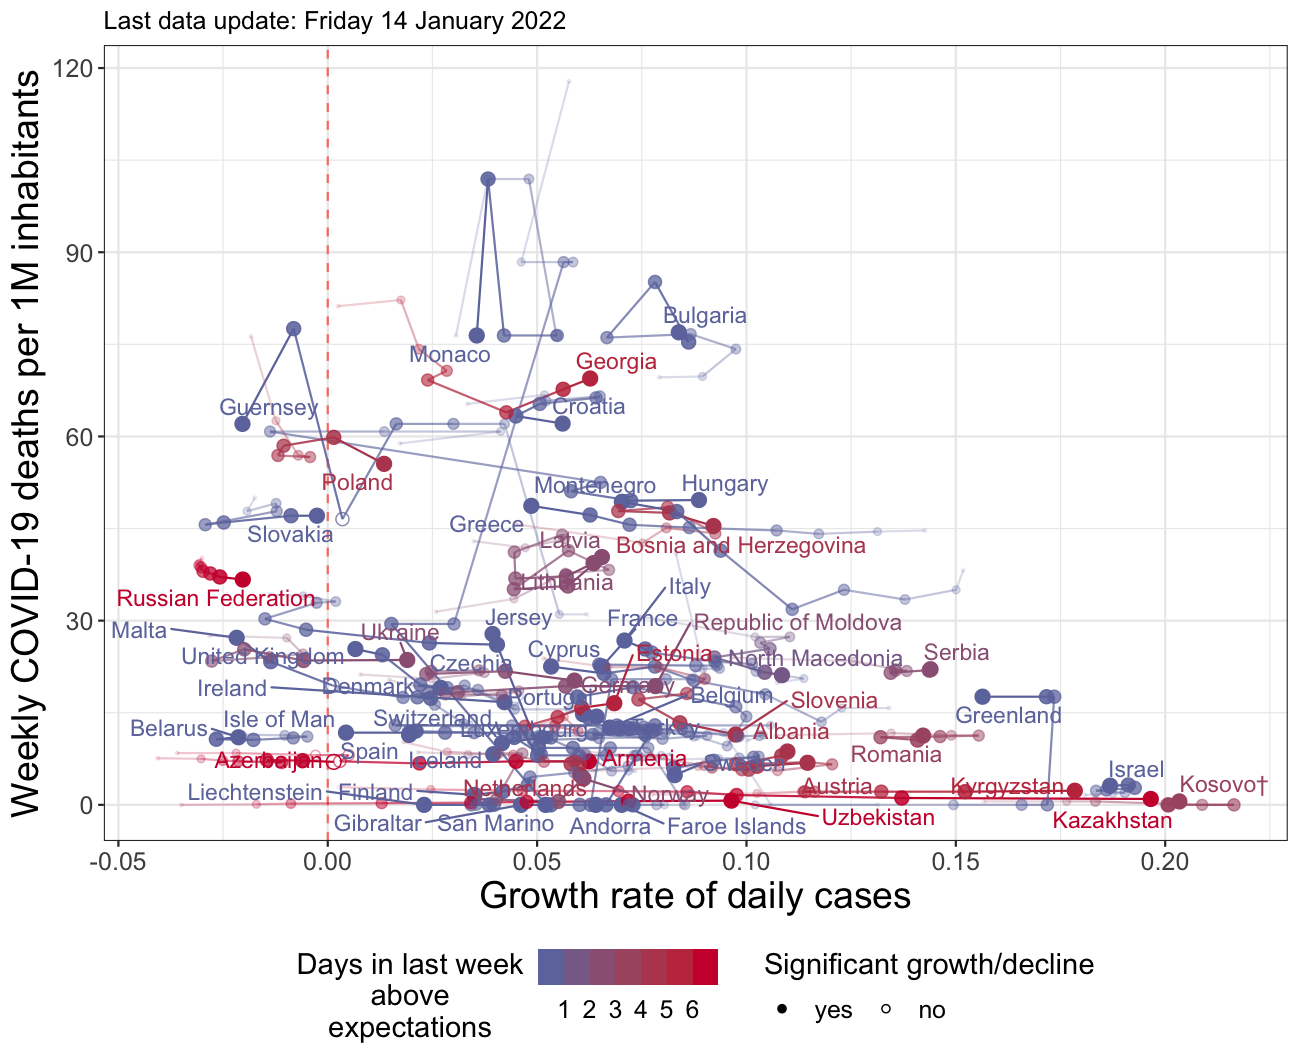 Last data update: Friday 14 January 2022
Weekly COVID-19 deaths per 1M inhabitants
120
90
60
30
0
Bulgaria
Monaco
Georgia
Guernsey
Croatia
Poland
Montenegro
Hungary
Greece
Slovakia
Latvia
Bosnia and Herzegovina
Lithuania
Italy
Russian Federation
Jersey
France
Republic of Moldova
Malta
Ukraine
Cyprus
Estonia
Serbia
United Kingdom
Czechia
North Macedonia
Ireland
Denmark
Germany
Portugal
Belgium
Slovenia
Greenland
Isle of Man
Switzerland
Belarus
Luxembourg
Turkey
Albania
Spain
Romania
Azerbaijan
Iceland
Armenia
Sweden
Israel
Liechtenstein
Finland
Netherlands
Norway
Austria
Kyrgyzstan
Kosovo†
Gibraltar
San Marino
Andorra
Faroe Islands
Uzbekistan
Kazakhstan
-0.05
0.00
0.05
0.10
0.15
0.20
Growth rate of daily cases
Days in last week
above
expectations
1 2 3 4 5 6
Significant growth/decline
yes
no